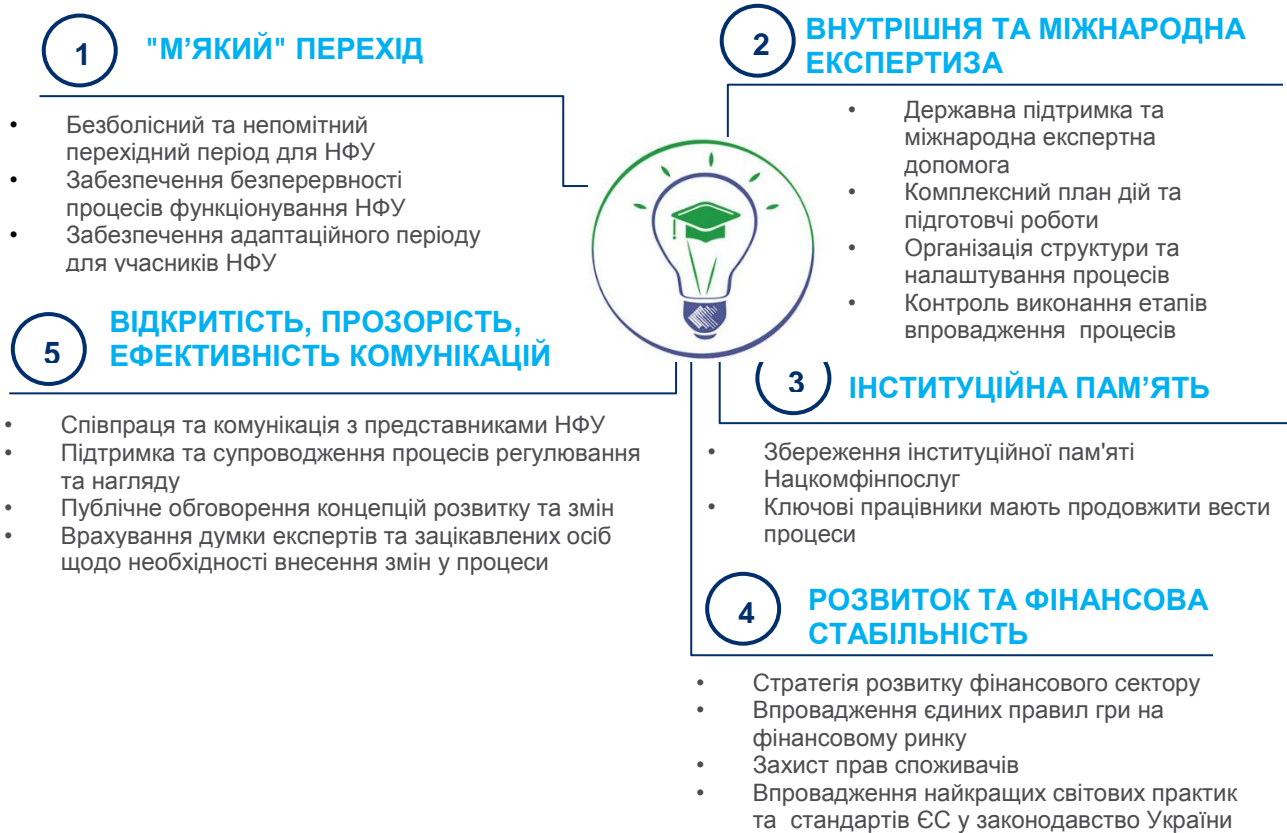 1
"М’ЯКИЙ" ПЕРЕХІД
• Безболісний та непомітний
перехідний період для НФУ
• Забезпечення безперервності
процесів функціонування НФУ
• Забезпечення адаптаційного періоду
для учасників НФУ
2
ВНУТРІШНЯ ТА МІЖНАРОДНА
ЕКСПЕРТИЗА
• Державна підтримка та
міжнародна експертна
допомога
• Комплексний план дій та
підготовчі роботи
• Організація структури та
налаштування процесів
• Контроль виконання етапів
впровадження процесів
3
ІНСТИТУЦІЙНА ПАМ’ЯТЬ
• Збереження інституційної пам'яті
Нацкомфінпослуг
• Ключові працівники мають продовжити вести
процеси
4
РОЗВИТОК ТА ФІНАНСОВА
СТАБІЛЬНІСТЬ
• Стратегія розвитку фінансового сектору
• Впровадження єдиних правил гри на
фінансовому ринку
• Захист прав споживачів
• Впровадження найкращих світових практик
та стандартів ЄС у законодавство України
5
ВІДКРИТІСТЬ, ПРОЗОРІСТЬ,
ЕФЕКТИВНІСТЬ КОМУНІКАЦІЙ
• Співпраця та комунікація з представниками НФУ
• Підтримка та супроводження процесів регулювання
та нагляду
• Публічне обговорення концепцій розвитку та змін
• Врахування думки експертів та зацікавлених осіб
щодо необхідності внесення змін у процеси